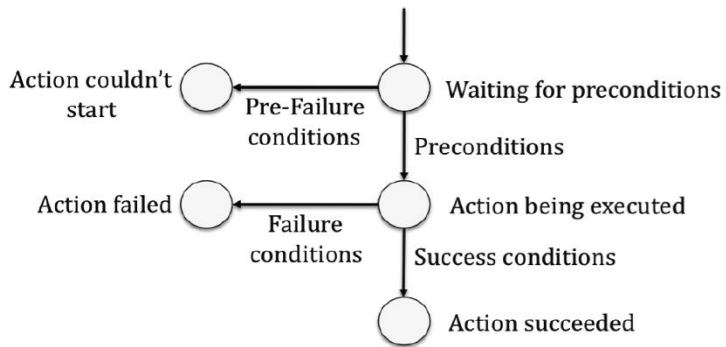 Action couldn't
start
Pre-Failure
conditions
Waiting for preconditions
Preconditions
Action failed
Failure
conditions
Action being executed
Success conditions
Action succeeded